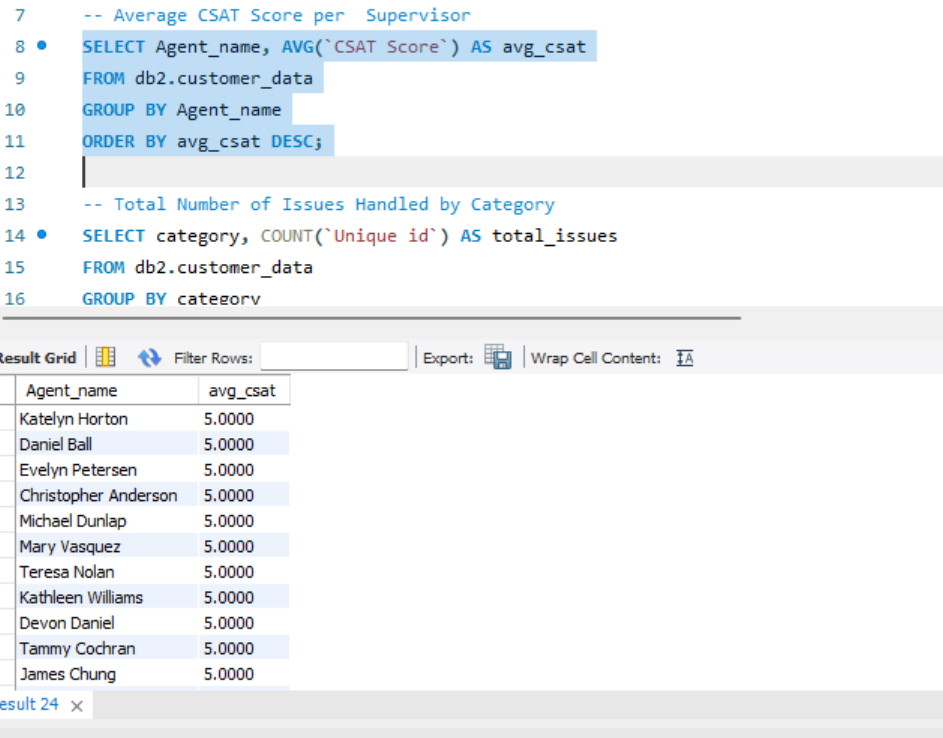 7 -- Average CSAT Score per  Supervisor
8 SELECT Agent_name, AVG(`CSAT Score`) AS avg_csat
9 FROM db2.customer_data
10 GROUP BY Agent_name
11 ORDER BY avg_csat DESC;
12
13 -- Total Number of Issues Handled by Category
14 SELECT category, COUNT(`Unique id`) AS total_issues
15 FROM db2.customer_data
16 GROUP BY category
Result Grid Filter Rows: Export: Wrap Cell Content: IA
Agent_name avg_csat
Katelyn Horton 5.0000
Daniel Ball 5.0000
Evelyn Petersen 5.0000
Christopher Anderson 5.0000
Michael Dunlap 5.0000
Mary Vasquez 5.0000
Teresa Nolan 5.0000
Kathleen Williams 5.0000
Devon Daniel 5.0000
Tammy Cochran 5.0000
James Chung 5.0000
esult 24 ×